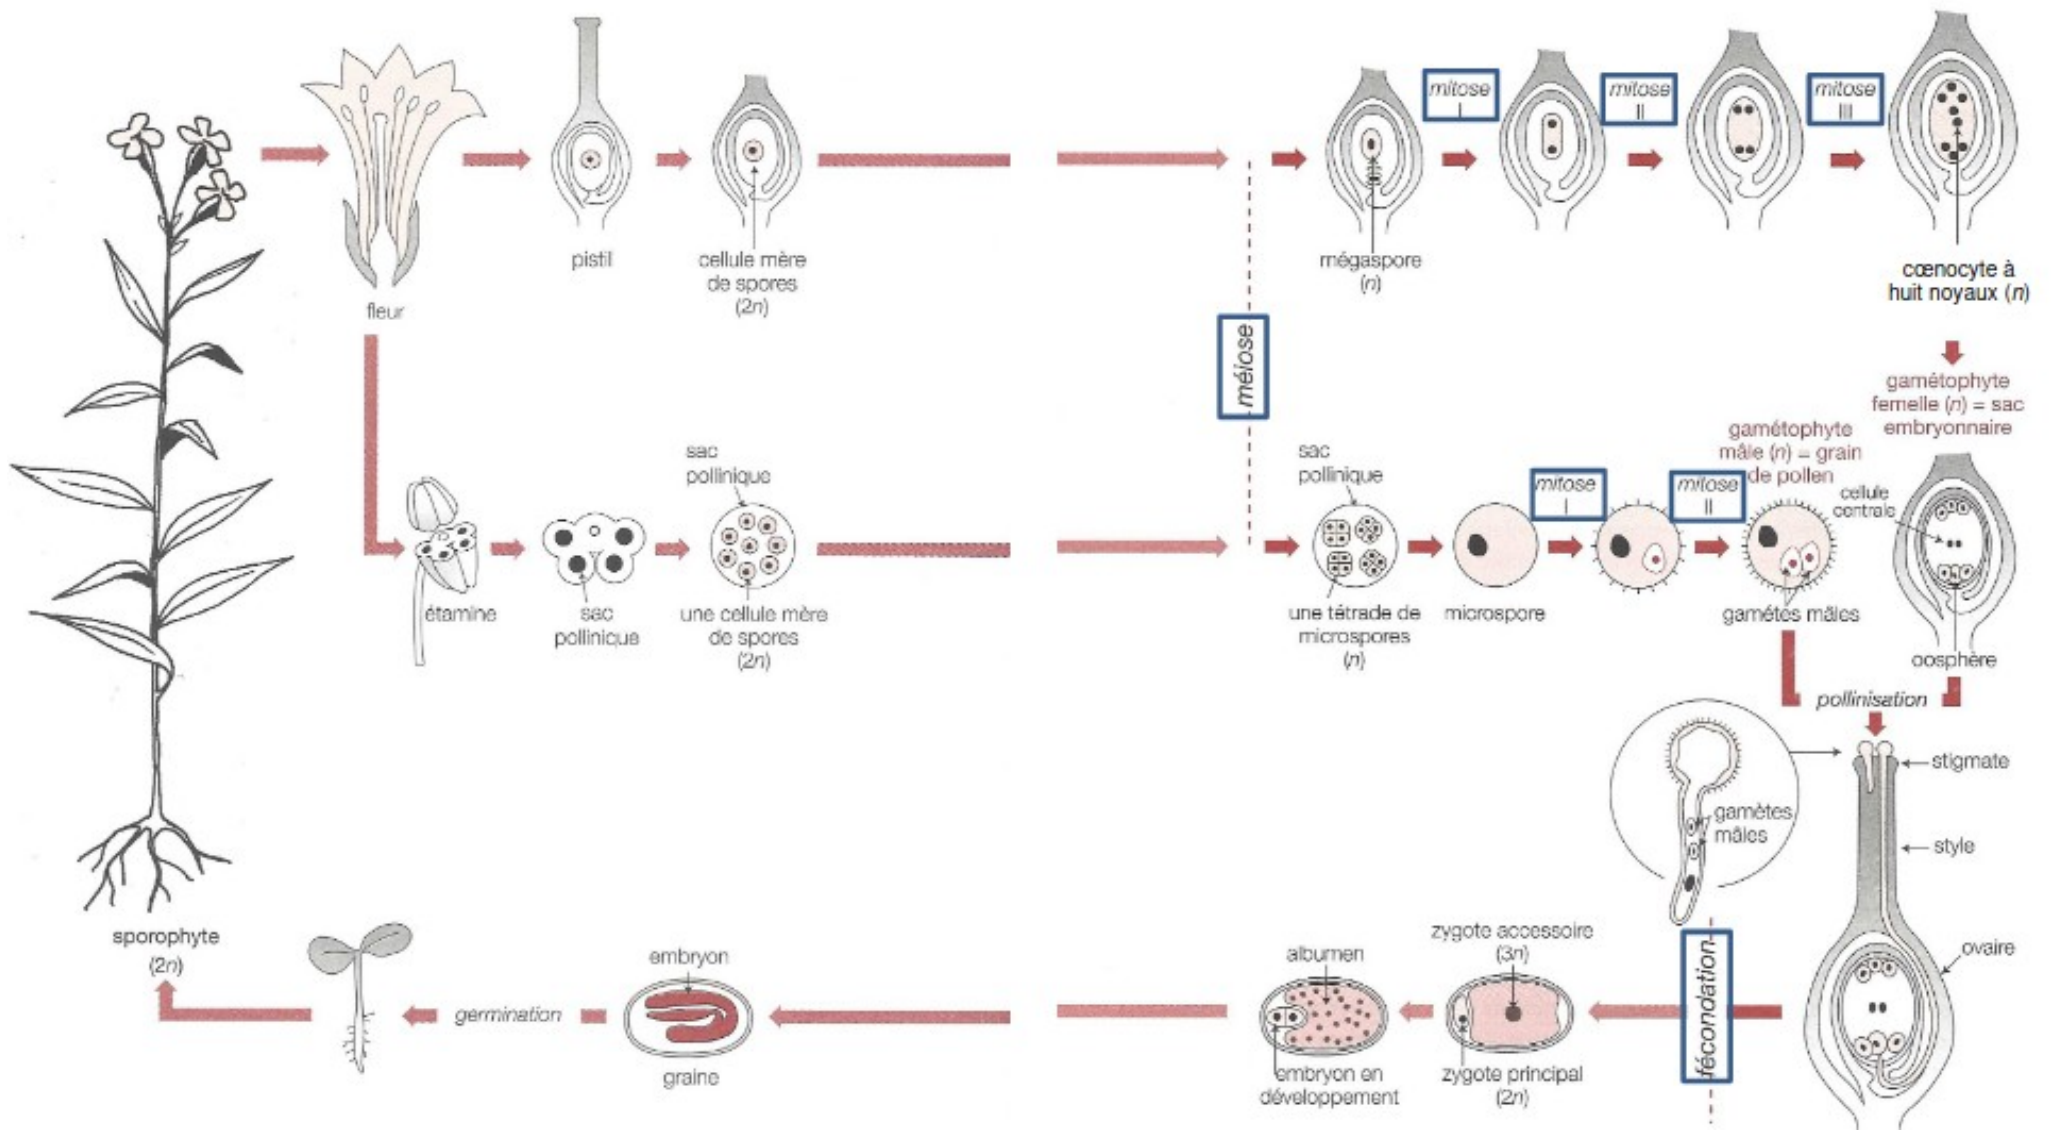 mitose
I
mitose
II
mitose
III
pistil
cellule mère
de spores
(2n)
mégaspore
(n)
cœnocyte à
huit noyaux (n)
fleur
méiose
gamétophyte
femelle (n) = sac
embryonnaire
gamétophyte
mâle (n) = grain
de pollen
sac
pollinique
sac
pollinique
mitose
I
mitose
II
cellule
centrale
étamine
sac
pollinique
une cellule mère
de spores
(2n)
une tétrade de
microspores
(n)
microspore
gamétes mâles
oosphère
pollinisation
stigmate
gamètes
mâles
style
sporophyte
(2n)
germination
embryon
graine
albumen
embryon en
développement
zygote accessoire
(3n)
zygote principal
(2n)
fécondation
ovaire